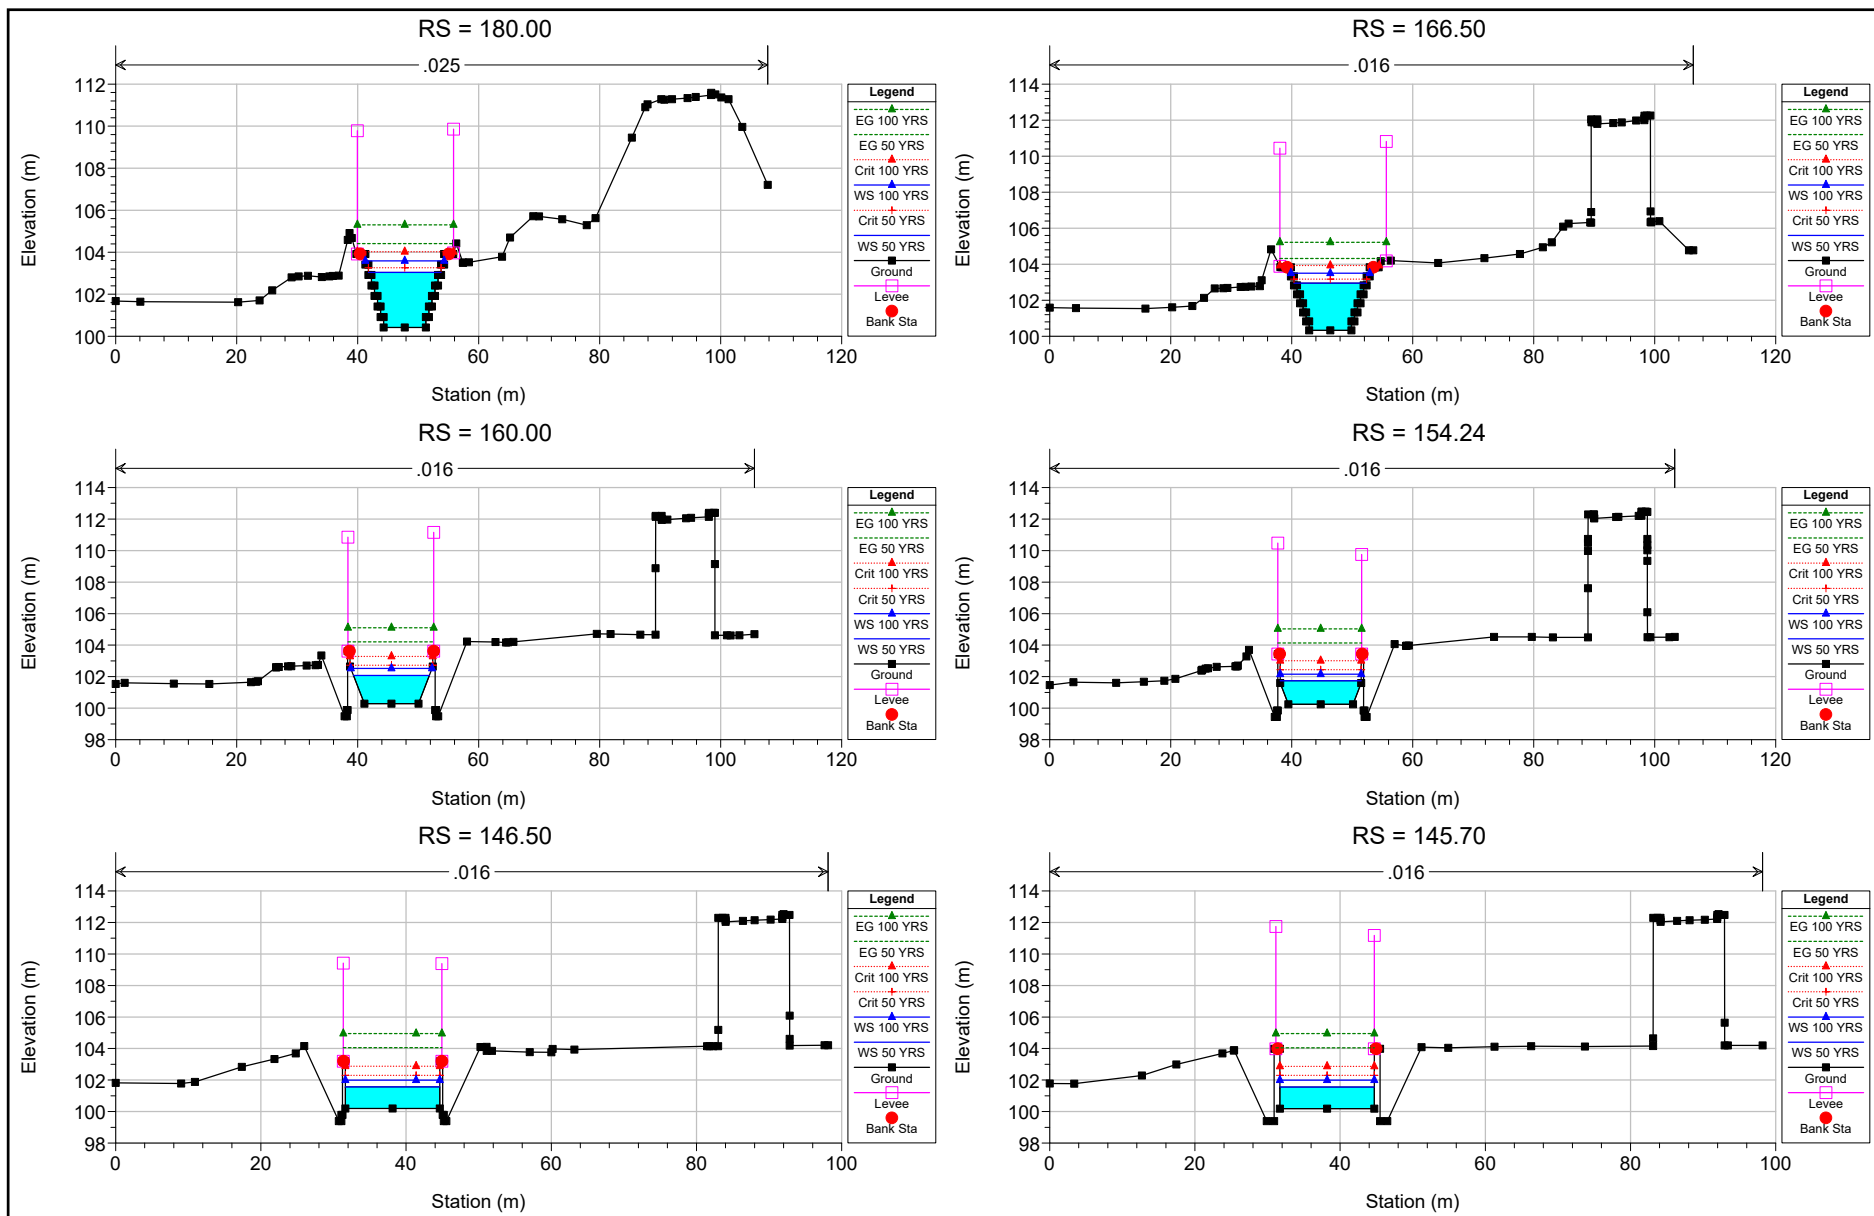 RS = 180.00
.025
112
110
108
106
104
102
100
0
20
40
60
80
100
120
Elevation (m)
Station (m)
Legend
EG 100 YRS
EG 50 YRS
Crit 100 YRS
WS 100 YRS
Crit 50 YRS
WS 50 YRS
Ground
Levee
Bank Sta
RS = 166.50
.016
114
112
110
108
106
104
102
100
0
20
40
60
80
100
120
Elevation (m)
Station (m)
Legend
EG 100 YRS
EG 50 YRS
Crit 100 YRS
WS 100 YRS
Crit 50 YRS
WS 50 YRS
Ground
Levee
Bank Sta
RS = 160.00
.016
114
112
110
108
106
104
102
100
98
0
20
40
60
80
100
120
Elevation (m)
Station (m)
Legend
EG 100 YRS
EG 50 YRS
Crit 100 YRS
Crit 50 YRS
WS 100 YRS
WS 50 YRS
Ground
Levee
Bank Sta
RS = 154.24
.016
114
112
110
108
106
104
102
100
98
0
20
40
60
80
100
120
Elevation (m)
Station (m)
Legend
EG 100 YRS
EG 50 YRS
Crit 100 YRS
Crit 50 YRS
WS 100 YRS
WS 50 YRS
Ground
Levee
Bank Sta
RS = 146.50
.016
114
112
110
108
106
104
102
100
98
0
20
40
60
80
100
Elevation (m)
Station (m)
Legend
EG 100 YRS
EG 50 YRS
Crit 100 YRS
Crit 50 YRS
WS 100 YRS
WS 50 YRS
Ground
Levee
Bank Sta
RS = 145.70
.016
114
112
110
108
106
104
102
100
98
0
20
40
60
80
100
Elevation (m)
Station (m)
Legend
EG 100 YRS
EG 50 YRS
Crit 100 YRS
Crit 50 YRS
WS 100 YRS
WS 50 YRS
Ground
Levee
Bank Sta